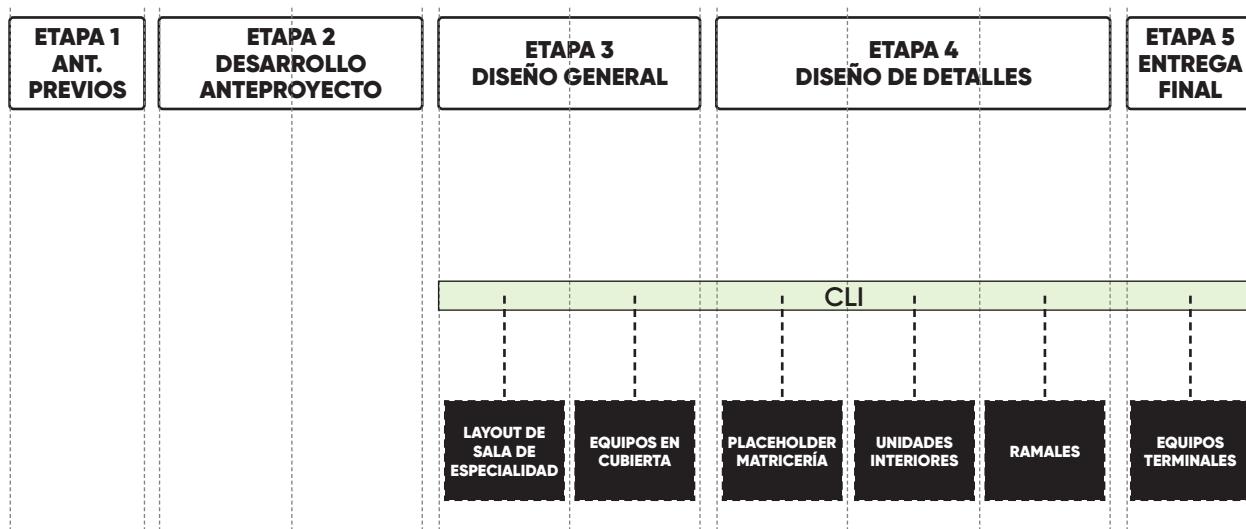 ETAPA 1
ANT.
PREVIOS
ETAPA 2
DESARROLLO
ANTEPROYECTO
ETAPA 3
DISEÑO GENERAL
ETAPA 4
DISEÑO DE DETALLES
ETAPA 5
ENTREGA
FINAL
CLI
LAYOUT DE
SALA DE
ESPECIALIDAD
EQUIPOS EN
CUBIERTA
PLACEHOLDER
MATRICERÍA
UNIDADES
INTERIORES
RAMALES
EQUIPOS
TERMINALES